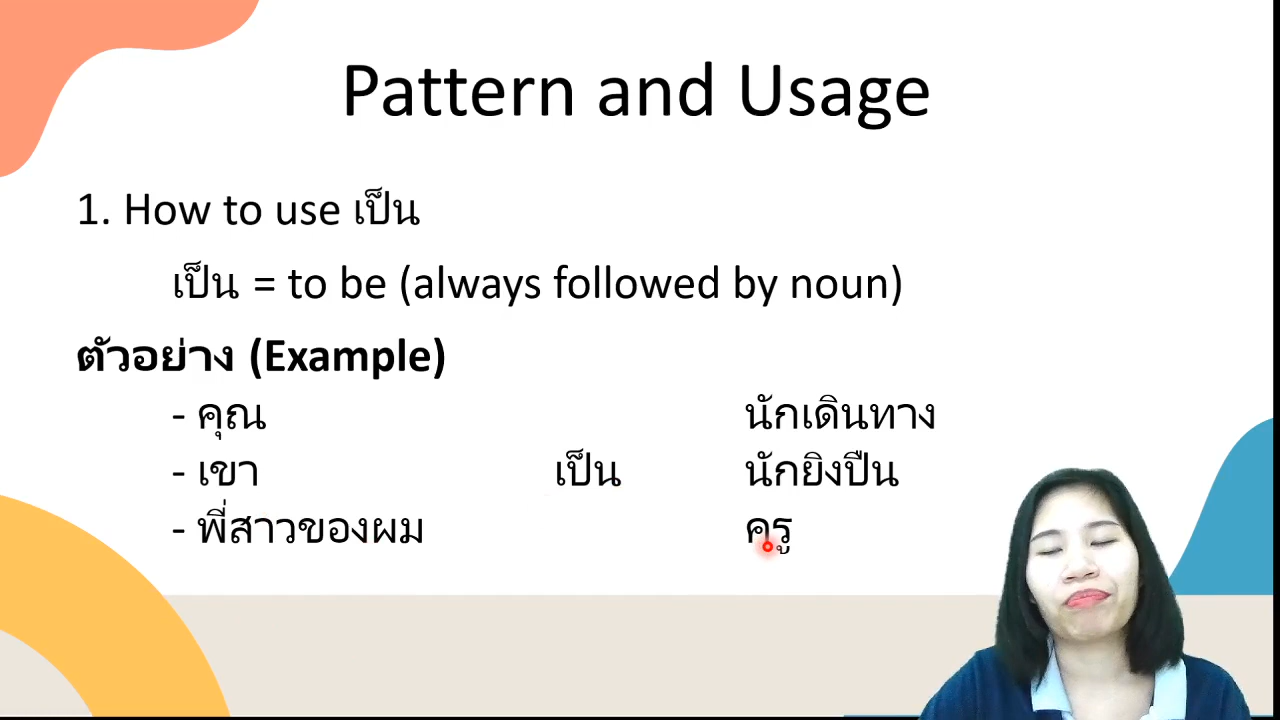 Pattern and Usage
1. How to use เป็น
เป็น = to be (always followed by noun)
ตัวอย่าง (Example)
- คุณ นักเดินทาง
- เขา เป็น นักยิงปืน
- พี่สาวของผม ครู